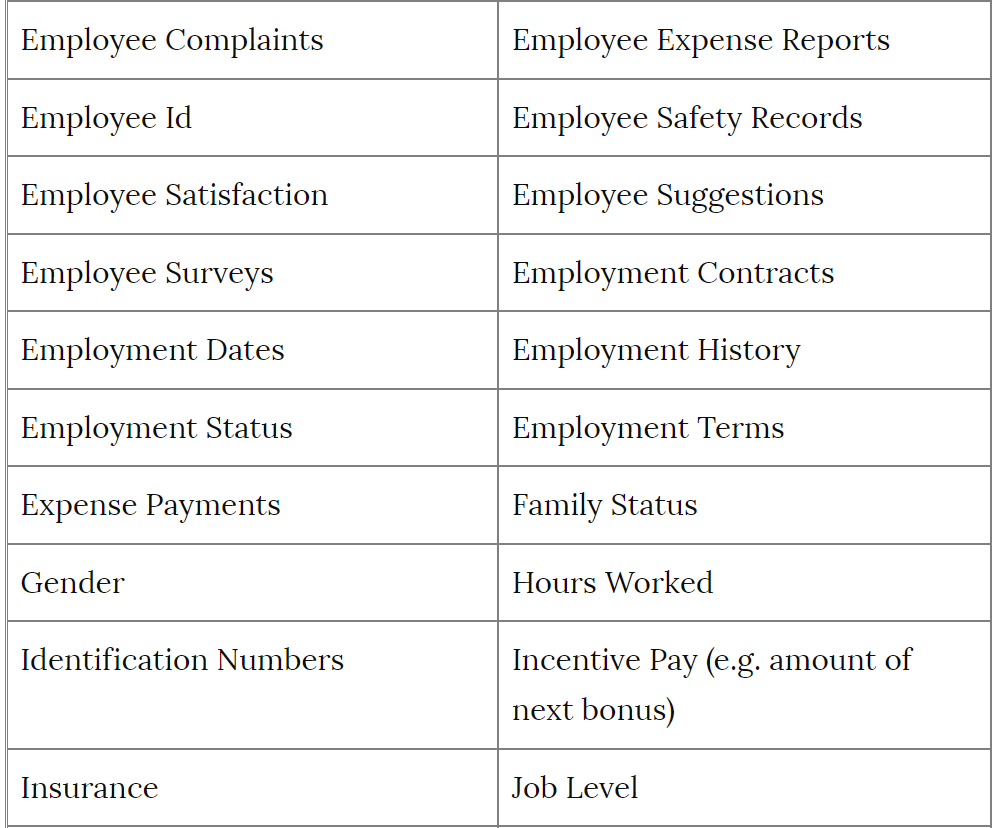 Employee Complaints
Employee Expense Reports
Employee Id
Employee Safety Records
Employee Satisfaction
Employee Suggestions
Employee Surveys
Employment Contracts
Employment Dates
Employment History
Employment Status
Employment Terms
Expense Payments
Family Status
Gender
Hours Worked
Identification Numbers
Incentive Pay (e.g. amount of
next bonus)
Insurance
Job Level